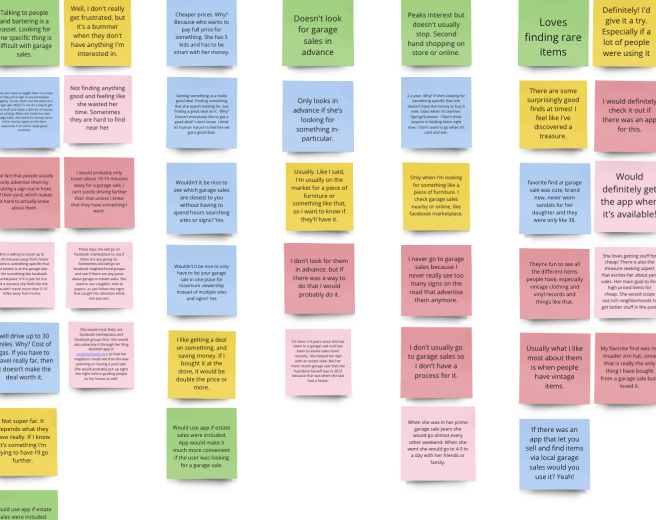 Talking to people
and bartering is a
hassel. Looking for
one specific thing is
difficult with garage
sales.
Well, I don't really
get frustrated, but
it's a bummer
when they don't
have anything I'm
interested in.
Not finding anything
good and feeling like
she wasted her
time. Sometimes
they are hard to find
near her
fact that people usually
only advertise them by
putting a sign out in front
of their yard, which makes
it hard to actually know
about them.
I would probably only
travel about 10-15 minutes
away for a garage sale. I
can't justify driving further
than that unless I knew
that they have something I
want.
These days she will go on
facebook marketplace to see if
there are any going on.
Sometimes she will go on
facebook neighborhood groups
and see if there are any posts
about garage or estate sales. She
used to use craigslist, look at
papers, or just follow the signs
that caught her attention while
she was out.
will drive up to 30
miles. Why? Cost of
gas. If you have to
travel really far, then
it doesn't make the
deal worth it.
She would most likely use
facebook marketplace and
facebook groups first. She would
also advertise it through her Ring
doorbell app or
neighborhood.com so that her
neighbors could see that she was
planning on having a yard sale.
She would probably put up signs
the night before guiding people
to her house as well.
Not super far. It
depends what they
have really. If I know
it's something I'm
dying to have I'll go
further.
Would use app if estate
sales were included.
Cheaper prices. Why?
Because who wants to
pay full price for
something. She has 5
kids and has to be
smart with her money.
Getting something at a really
good deal. Finding something
that she wasn't looking for, but
finding a great deal on it. Why?
Doesn't everybody like to get a
good deal? I don't know. I think
its human nature to feel like we
got a good deal.
Wouldn't it be nice to
see which garage sales
are closest to you
without having to
spend hours searching
sites or signs? Yes
Wouldn't it be nice to only
have to list your garage
sale in one place for
maximum viewership
instead of multiple sites
and signs? Yes
I like getting a deal
on something, and
saving money. If I
bought it at the
store, it would be
double the price or
more.
Would use app if estate
sales were included.
App would make it
much more convenient
if the user was looking
for a garage sale.
Doesn't look
for garage
sales in
advance
Only looks in
advance if she's
looking for
something in-
particular.
Usually. Like I said,
I'm usually on the
market for a piece of
furniture or
something like that,
so I want to know if
they'll have it.
I don't look for them
in advance, but if
there was a way to
do that I would
probably do it.
It's been 3-4 years since she has
been to a garage sale and has
been to estate sales more
recently. She helped her dad
with an estate sale. But her
most recent garage sale that she
had done herself was in 2012
because that was when she last
had a house.
Peaks interest but
doesn't usually
stop. Second
hand shopping on
store or online.
Only when I'm
looking for something
like a piece of
furniture. I check
garage sales
nearby or online, like
facebook marketplace.
I never go to garage
sales because I
never really see too
many signs on the
road that advertise
them anymore.
I don't usually go
to garage sales so
I don't have a
process for it.
When she was in her prime
garage sale years she
would go almost every
other weekend. When she
went she would go to 4-5 in
a day with her friends or
family.
Loves
finding rare
items
There are some
surprisingly good
finds at times! I
feel like I've
discovered a
treasure.
favorite find at garage
sale was cute, brand
new, never worn
sandals for her
daughter and they
were only like 3$.
They're fun to see all
the different items
people have, especially
vintage clothing and
vinyl records and
things like that.
Usually what I like
most about them
is when people
have vintage
items.
If there was an
app that let you
sell and find items
via local garage
sales would you
use it? Yeah!
Definitely! I'd
give it a try.
Especially if a
lot of people
were using it
I would definitely
check it out if
there was an app
for this.
Would
definitely get
the app when
it's available!
She loves getting stuff for
cheap! There is also the
treasure-seeking aspect
that excites her about yard
sales. Her main goal to find
high priced items for
cheap. She would scope
out rich neighborhoods to
get better stuff in the past.
My favorite find was my
invader zim hat, since
that is really the only
thing I have bought
from a garage sale but I
loved it.